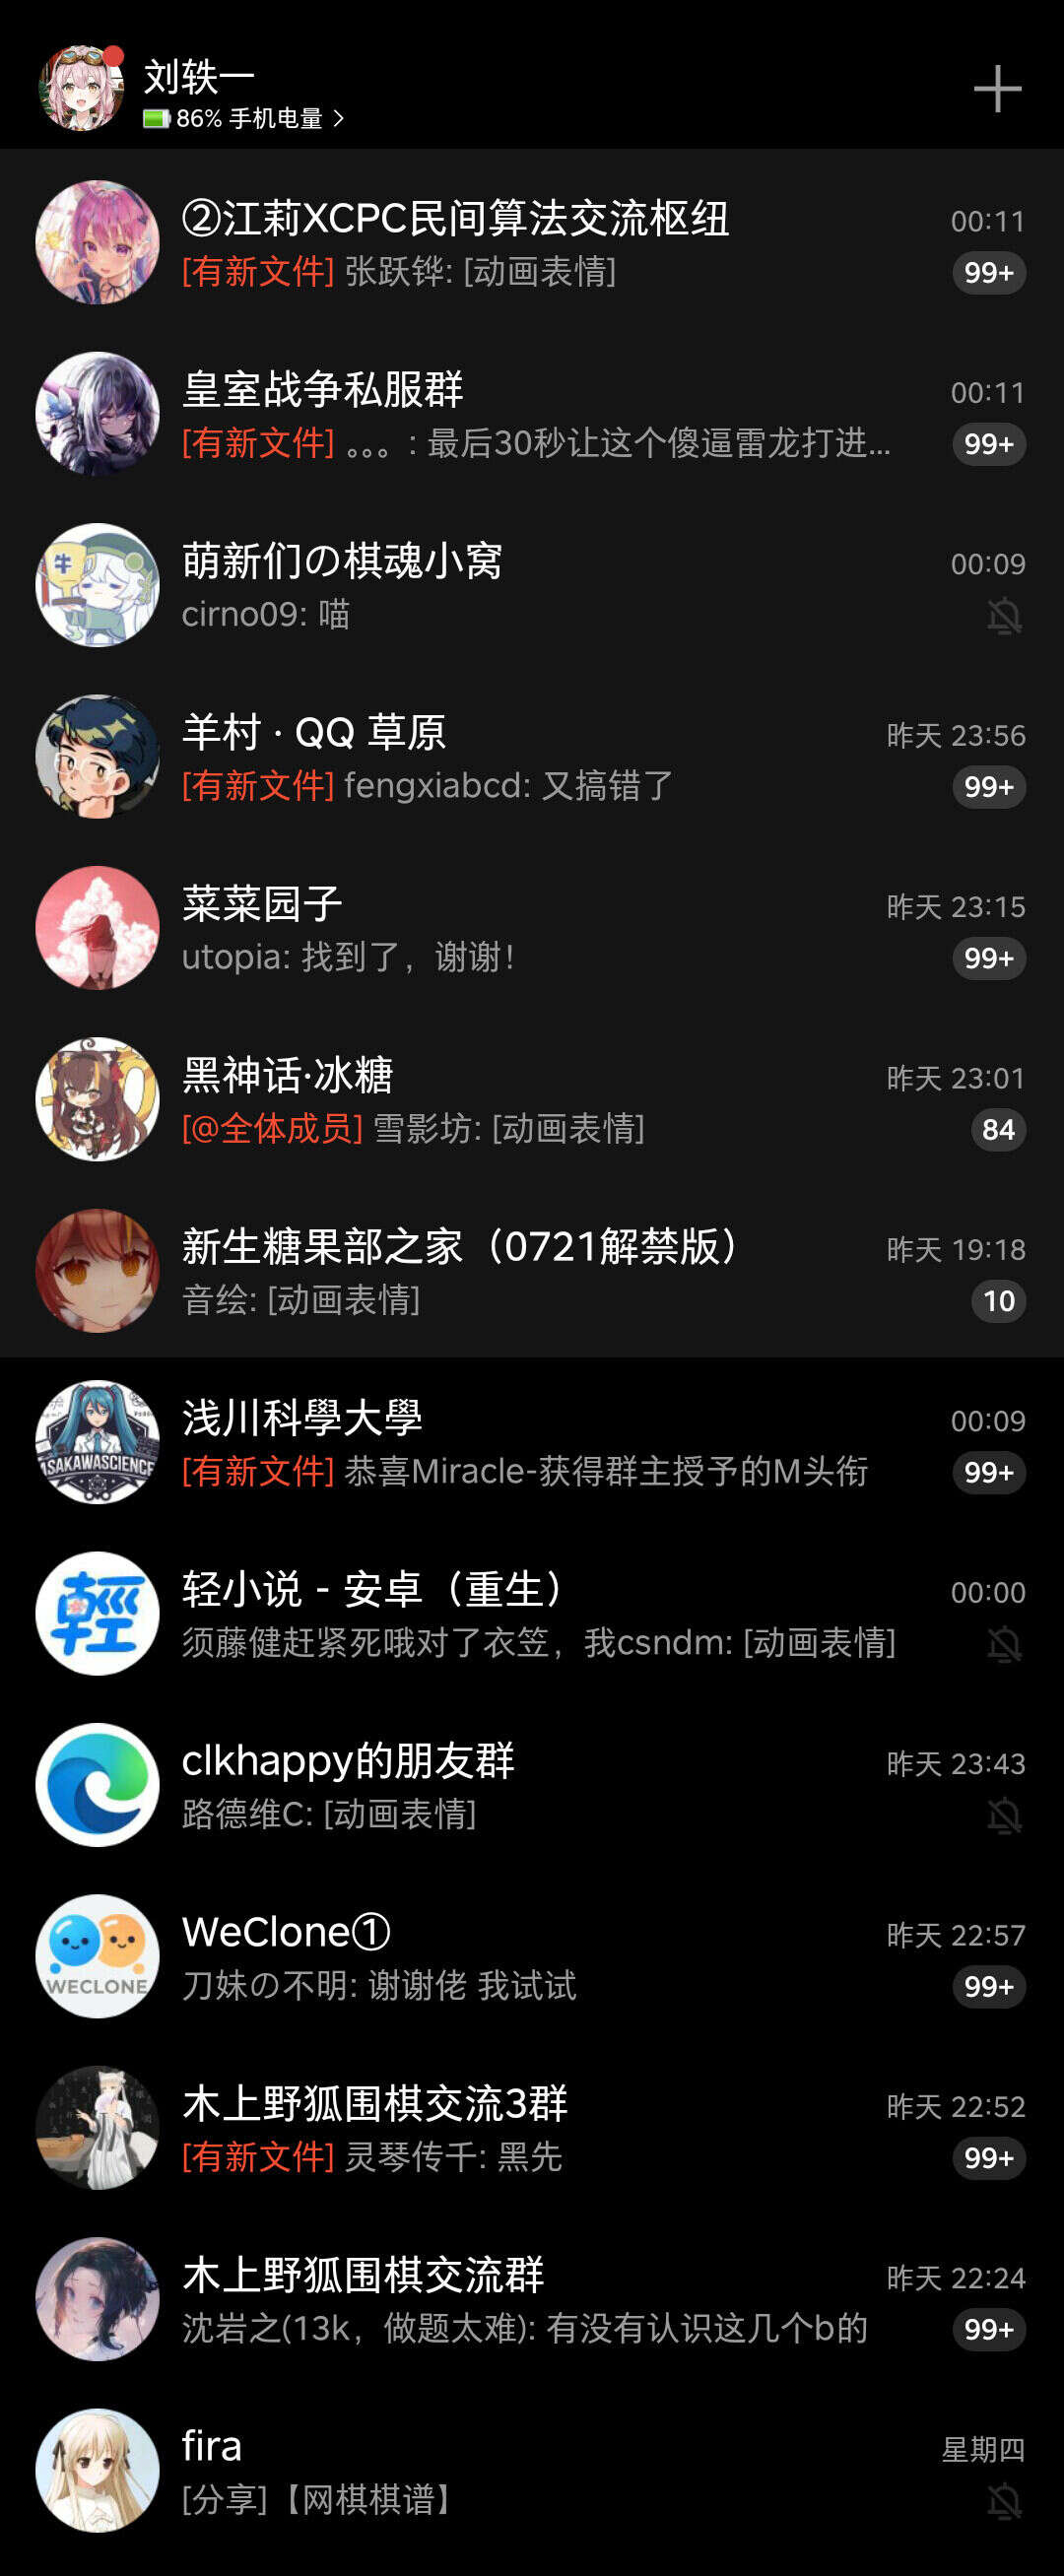 刘轶一
86% 手机电量
②江莉XCPC民间算法交流枢纽
00:11
[有新文件] 张跃铧: [动画表情]
99+
皇室战争私服群
00:11
[有新文件] 。。。: 最后30秒让这个傻逼雷龙打进...
99+
萌新们の棋魂小窝
00:09
牛
cirno09: 喵
羊村 · QQ 草原
昨天 23:56
[有新文件] fengxiabcd: 又搞错了
99+
菜菜园子
昨天 23:15
utopia: 找到了，谢谢！
99+
黑神话·冰糖
昨天 23:01
[@全体成员] 雪影坊: [动画表情]
84
新生糖果部之家（0721解禁版）
昨天 19:18
音绘: [动画表情]
10
浅川科學大學
00:09
ASAKAWASCIENCE
[有新文件] 恭喜Miracle-获得群主授予的M头衔
99+
轻小说 - 安卓（重生）
00:00
輕
须藤健赶紧死哦对了衣笠，我csndm: [动画表情]
clkhappy的朋友群
昨天 23:43
路德维C: [动画表情]
WeClone①
昨天 22:57
WECLONE
刀妹の不明: 谢谢佬 我试试
99+
木上野狐围棋交流3群
昨天 22:52
[有新文件] 灵琴传千: 黑先
99+
木上野狐围棋交流群
昨天 22:24
沈岩之(13k，做题太难): 有没有认识这几个b的
99+
fira
星期四
[分享]【网棋棋谱】